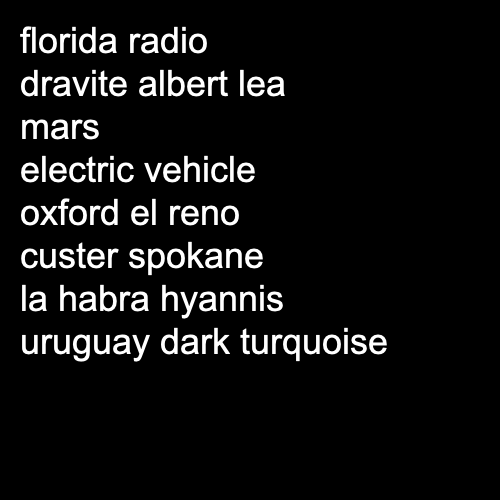 florida radio
dravite albert lea
mars
electric vehicle
oxford el reno
custer spokane
la habra hyannis
uruguay dark turquoise